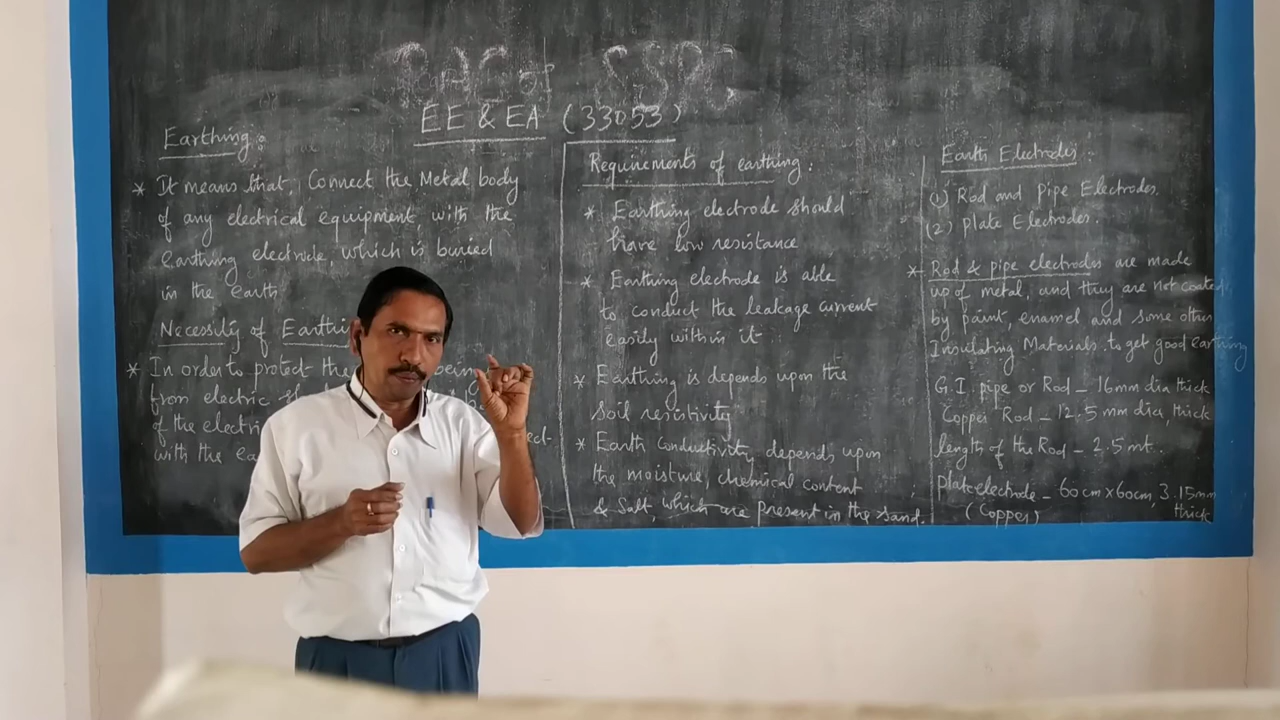 EE & EA (33053)
Earthing:
* It means that, Connect the Metal body
of any electrical equipment, with the
earthing electrode, which is buried
in the earth
Necessity of Earthi
* In order to protect the being
from electric
of the electri
with the ea
Requirements of earthing:
* Earthing electrode should
have low resistance
* Earthing electrode is able
to conduct the leakage current
easily within it :
* Earthing is depends upon the
soil resistivity
* Earth conductivity depends upon
the moisture, chemical content
& Salt, which are present in the sand.
Earth Electrodes:
(1) Rod and pipe Electrodes.
(2) plate Electrodes.
* Rod & pipe electrodes are made
up of metal, and they are not coated
by paint, enamel and some other
Insulating Materials. to get good earthing
G.I. pipe or Rod - 16mm dia thick
Copper Rod - 12.5 mm dia, thick
length of the Rod - 2.5 mt.
plate electrode - 60cm x 60cm, 3.15mm
(Copper) thick